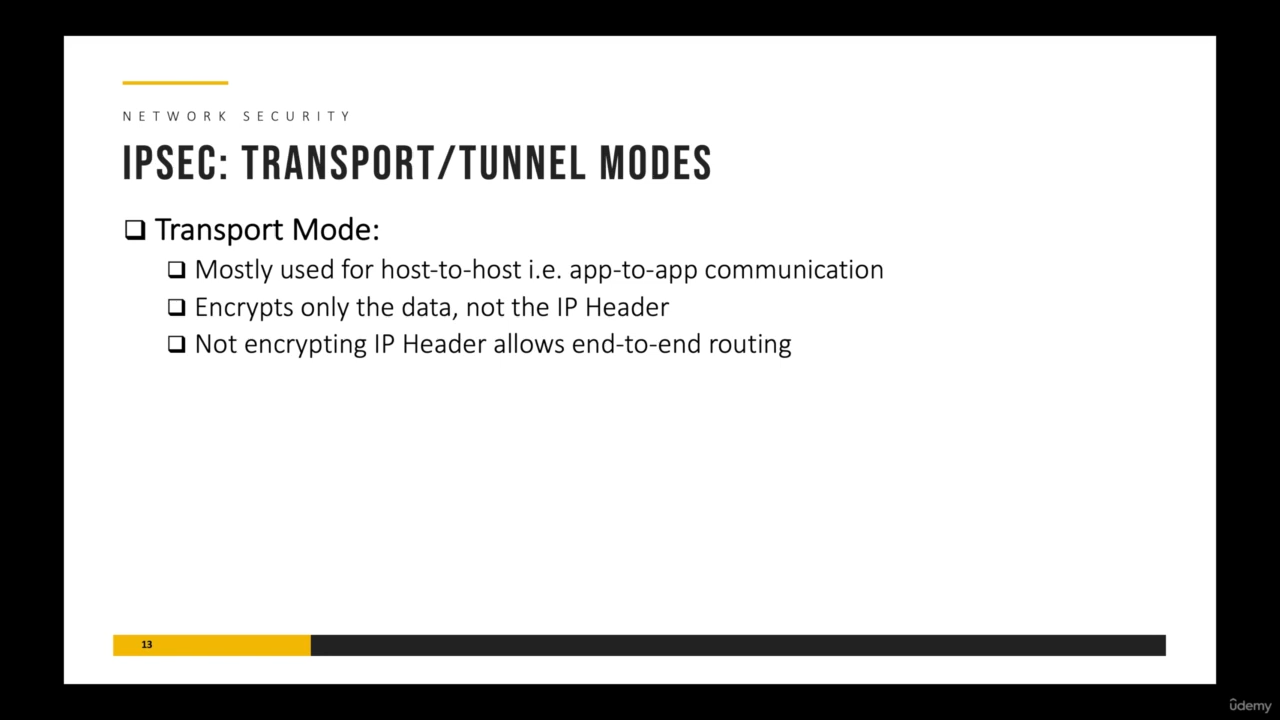 NETWORK SECURITY
IPSEC: TRANSPORT/TUNNEL MODES
Transport Mode:
Mostly used for host-to-host i.e. app-to-app communication
Encrypts only the data, not the IP Header
Not encrypting IP Header allows end-to-end routing
13
ûdemy